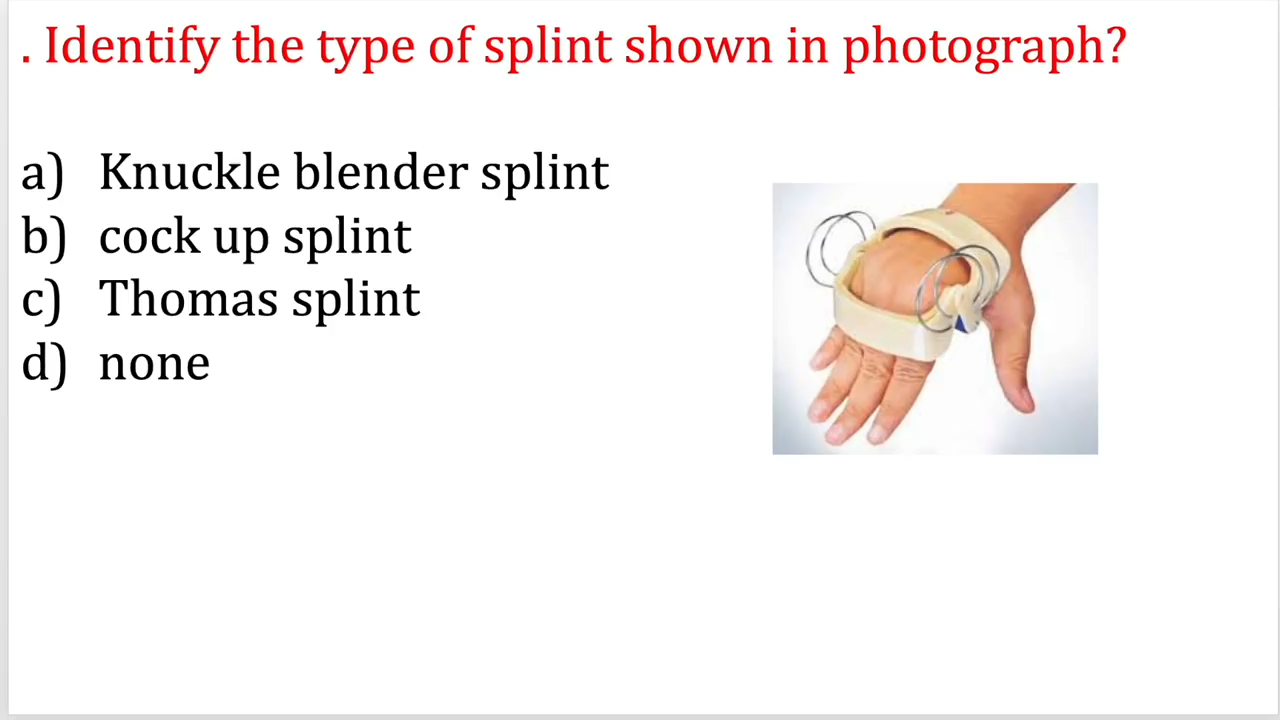 . Identify the type of splint shown in photograph?
a) Knuckle blender splint
b) cock up splint
c) Thomas splint
d) none